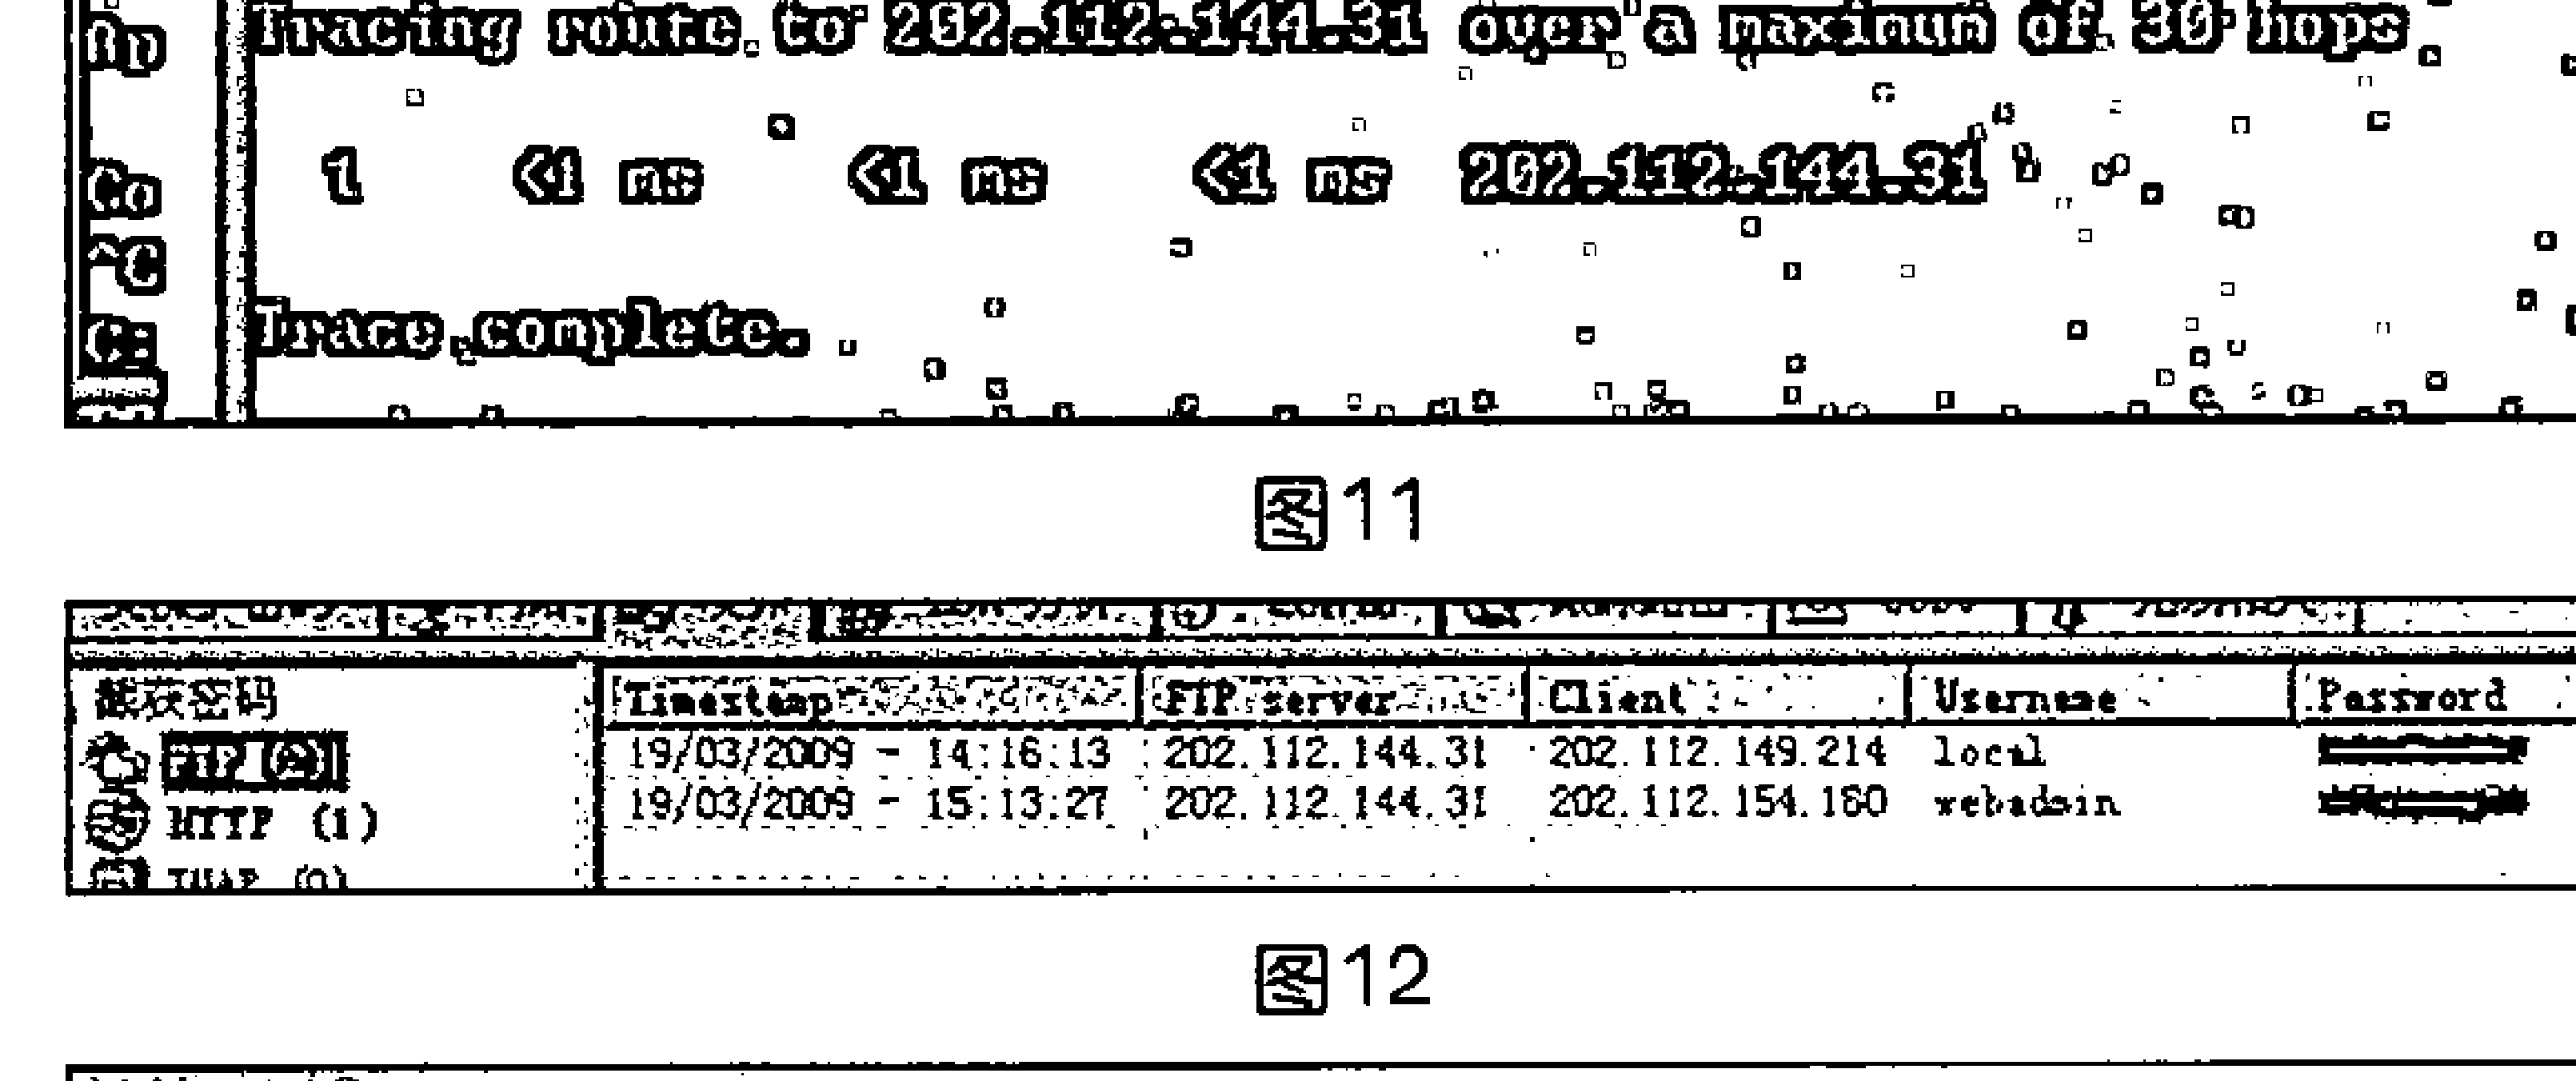 Tracing route to 202.112.144.31 over a maximum of 30 hops
1 <1 ms <1 ms <1 ms 202.112.144.31
Co
^C
C:
Trace complete.
图11
截获密码
Timestamp FTP server Client Username Password
19/03/2009 - 14:16:13 202.112.144.31 202.112.149.214 local
FTP (2)
19/03/2009 - 15:13:27 202.112.144.31 202.112.154.180 webadmin
HTTP (1)
IMAP (0)
图12